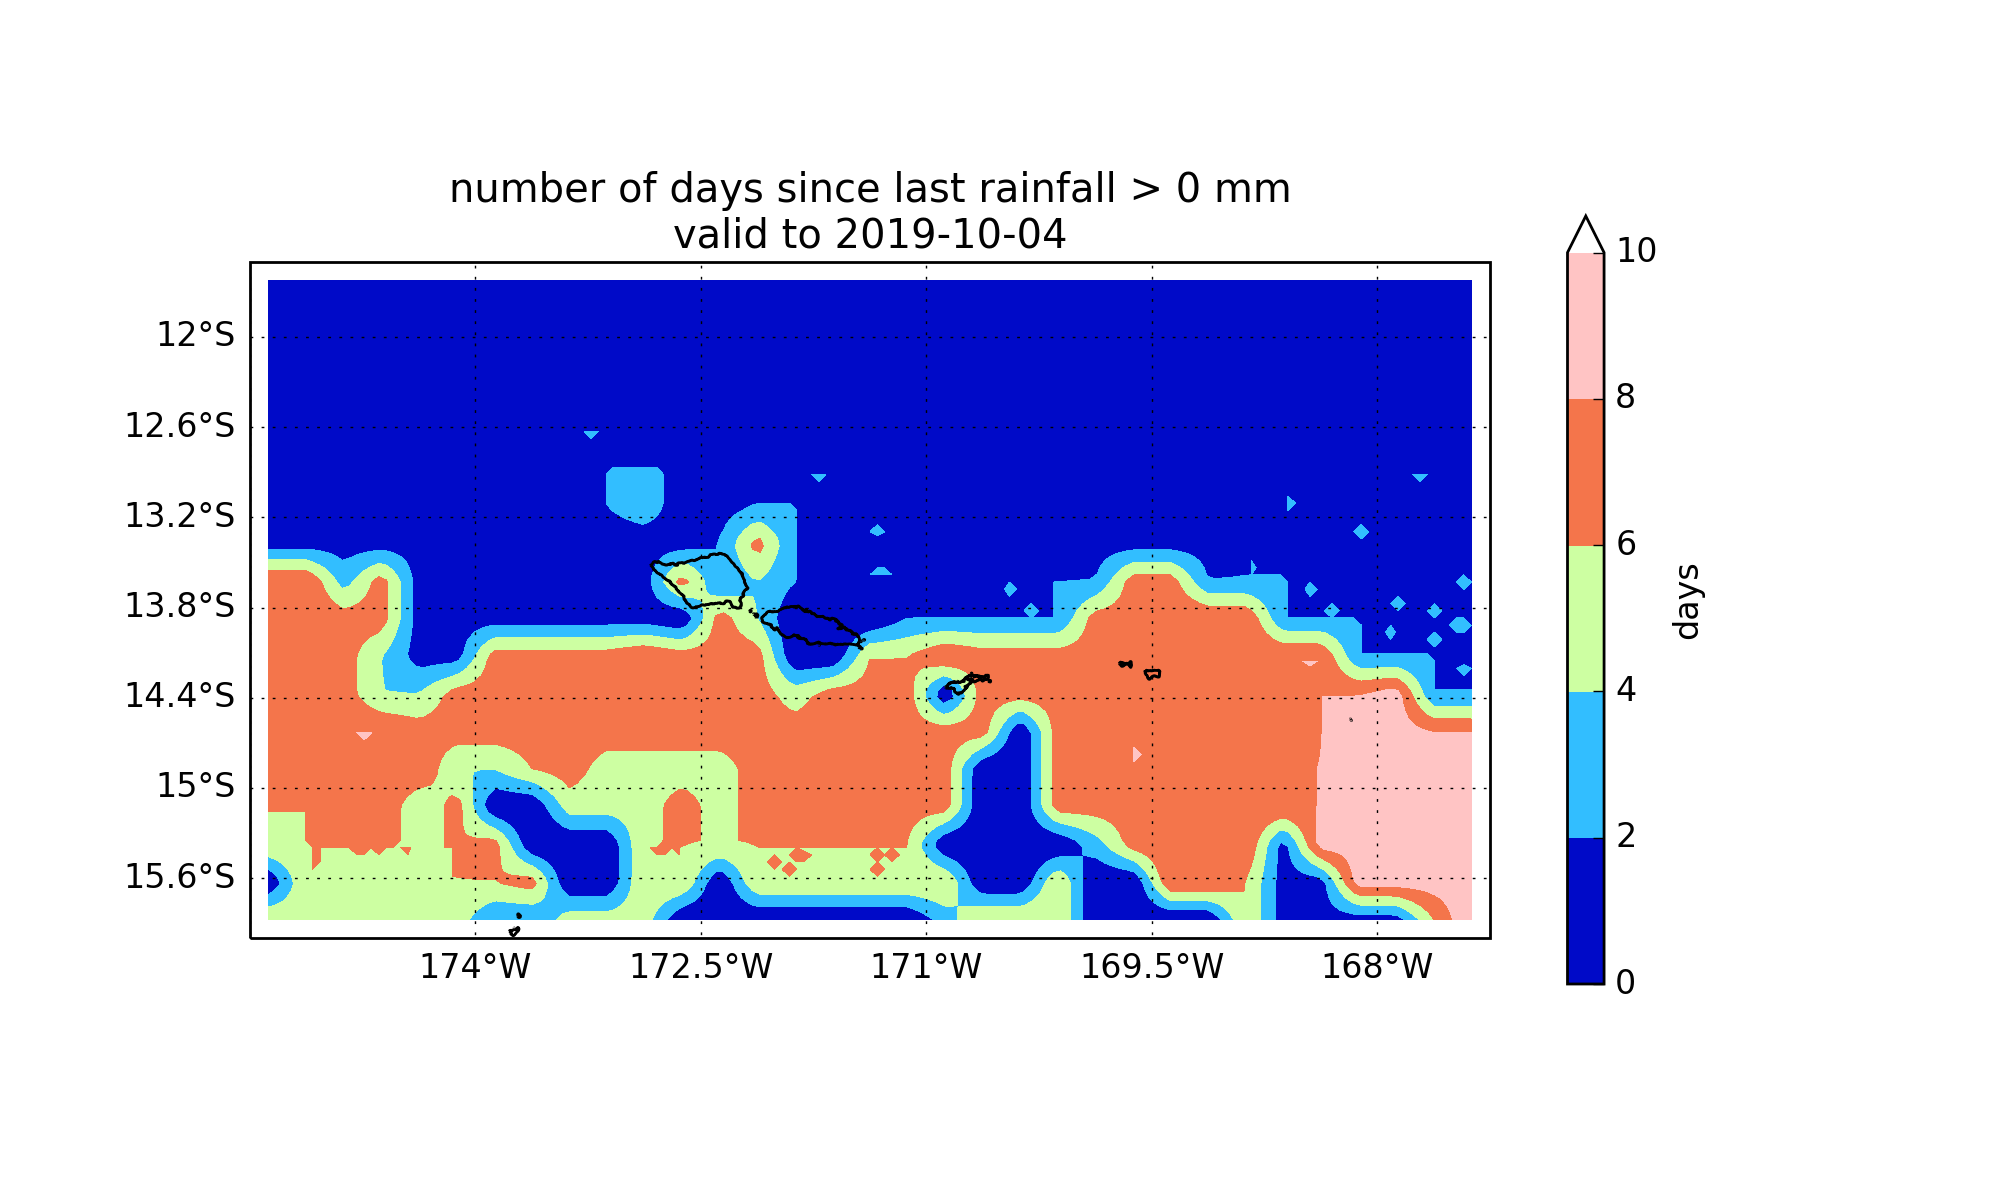 number of days since last rainfall > 0 mm
valid to 2019-10-04
12°S
12.6°S
13.2°S
13.8°S
14.4°S
15°S
15.6°S
174°W
172.5°W
171°W
169.5°W
168°W
10
8
6
4
2
0
days